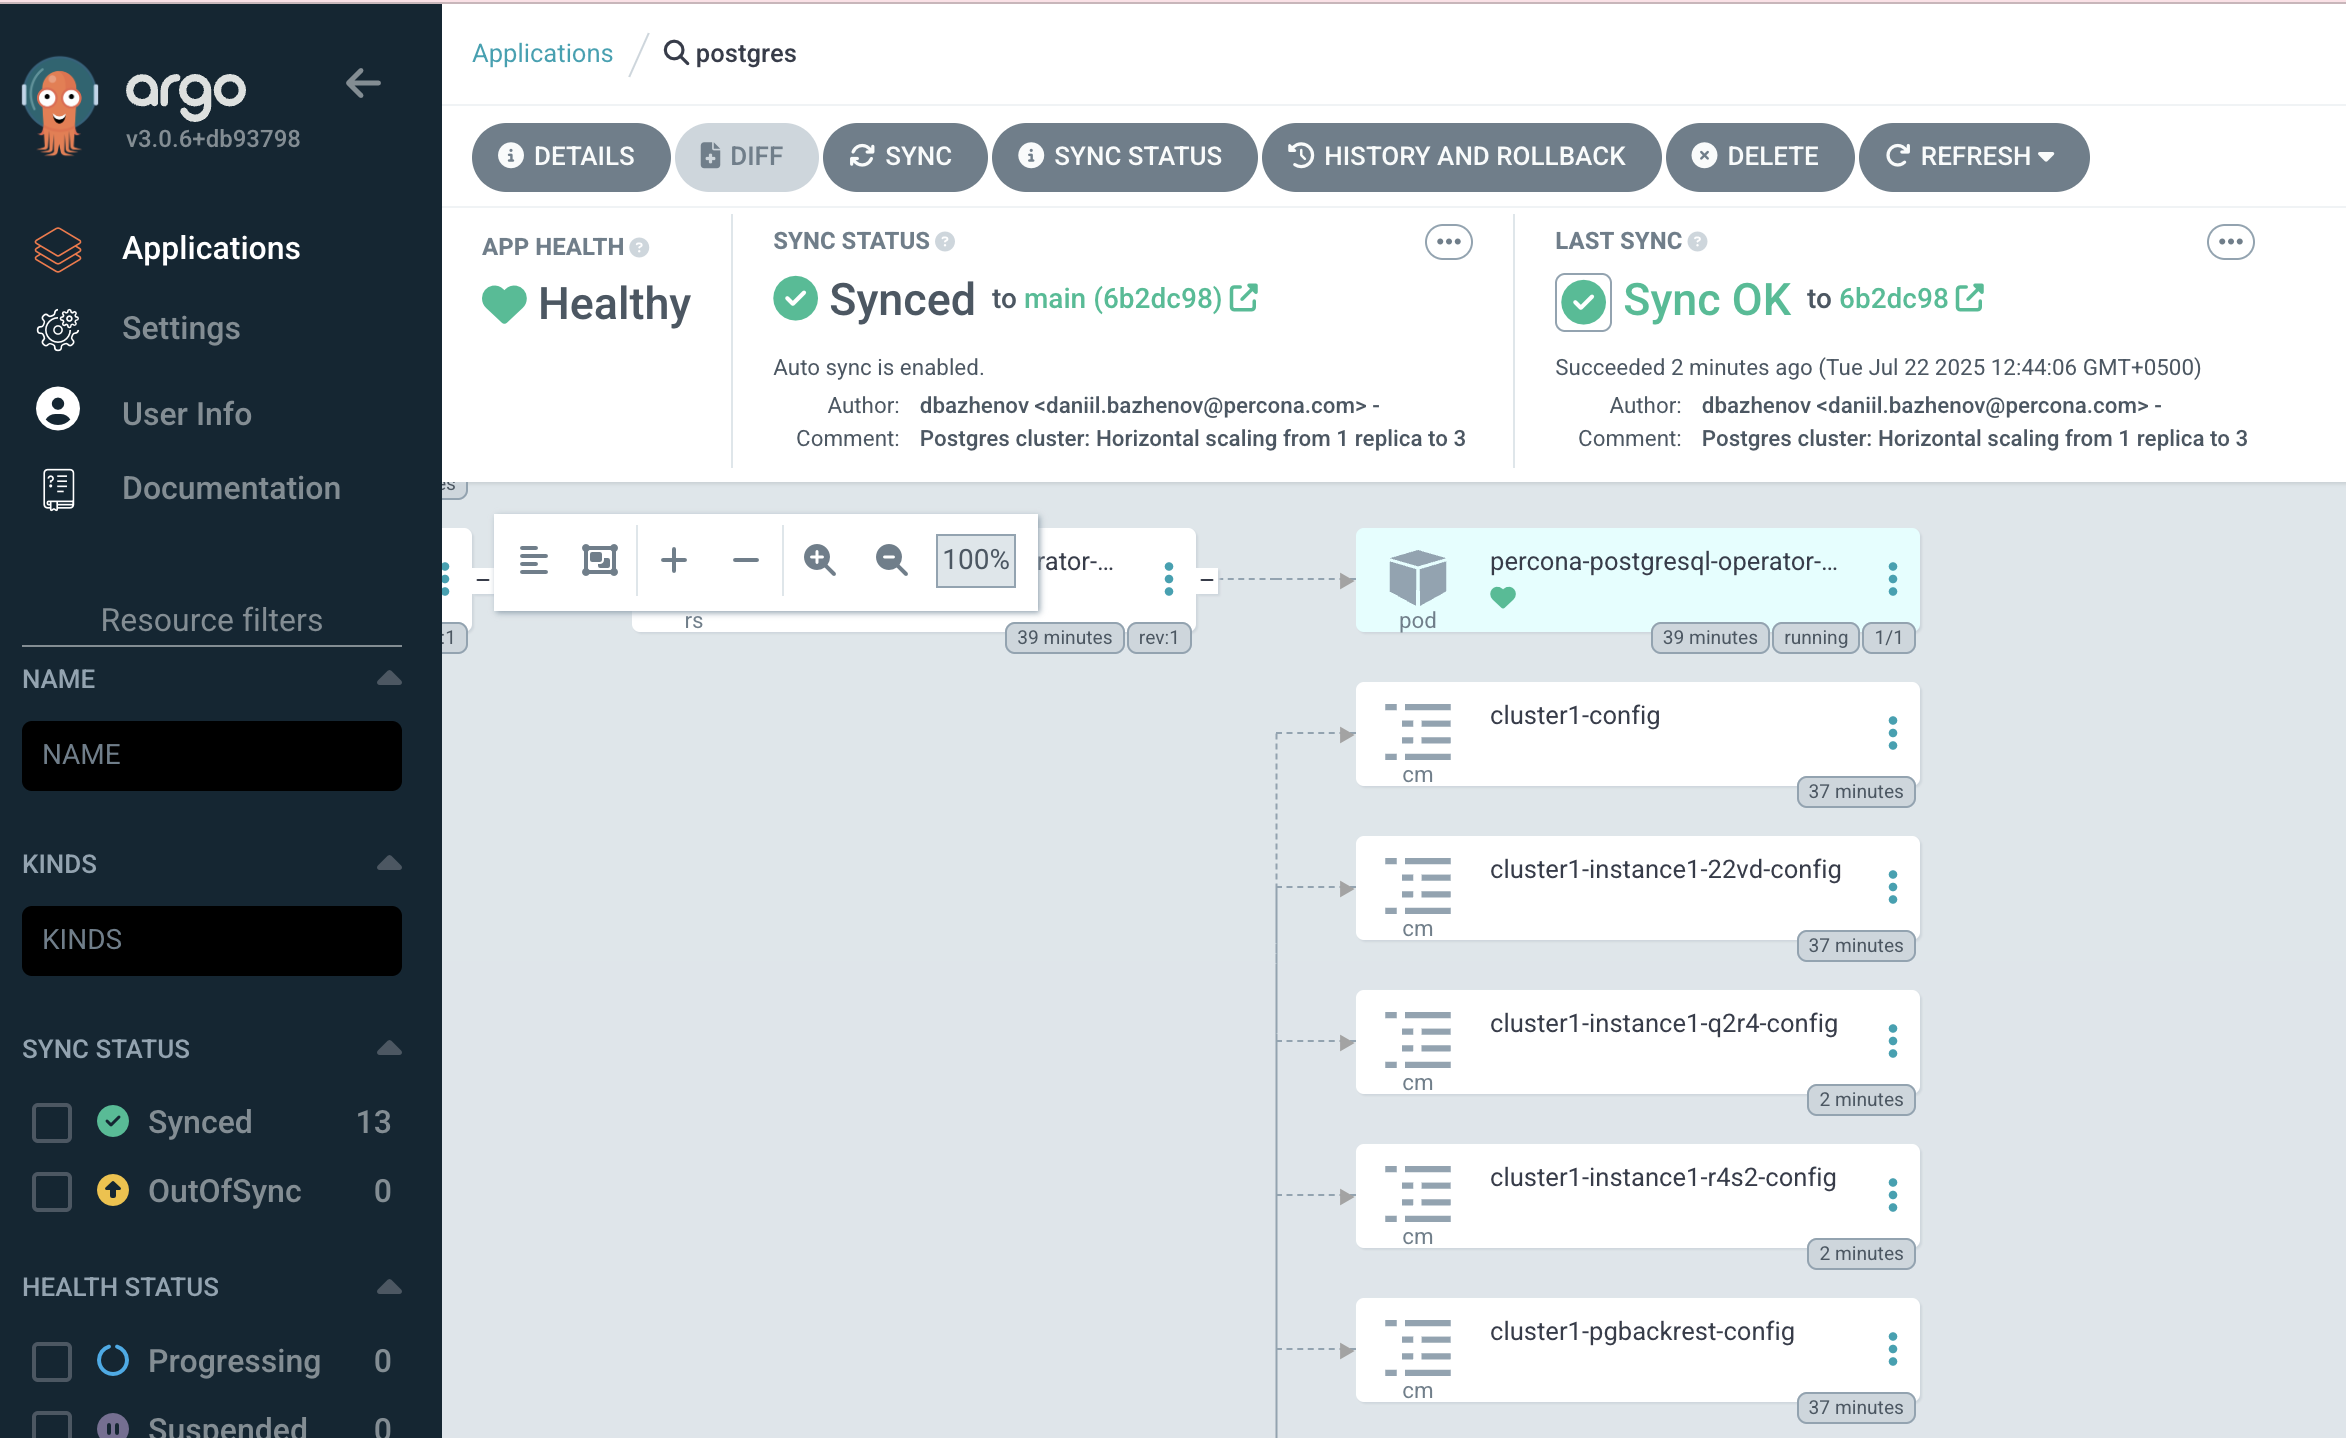 argo
v3.0.6+db93798
Applications
Settings
User Info
Documentation
Resource filters
NAME
NAME
KINDS
KINDS
SYNC STATUS
Synced 13
OutOfSync 0
HEALTH STATUS
Progressing 0
Suspended 0
Applications / postgres
DETAILS DIFF SYNC SYNC STATUS HISTORY AND ROLLBACK DELETE REFRESH
APP HEALTH
Healthy
SYNC STATUS
Synced to main (6b2dc98)
Auto sync is enabled.
Author: dbazhenov <daniil.bazhenov@percona.com> -
Comment: Postgres cluster: Horizontal scaling from 1 replica to 3
LAST SYNC
Sync OK to 6b2dc98
Succeeded 2 minutes ago (Tue Jul 22 2025 12:44:06 GMT+0500)
Author: dbazhenov <daniil.bazhenov@percona.com> -
Comment: Postgres cluster: Horizontal scaling from 1 replica to 3
es
:1
100%
rator-...
rs
39 minutes rev:1
percona-postgresql-operator-...
pod
39 minutes running 1/1
cluster1-config
cm
37 minutes
cluster1-instance1-22vd-config
cm
37 minutes
cluster1-instance1-q2r4-config
cm
2 minutes
cluster1-instance1-r4s2-config
cm
2 minutes
cluster1-pgbackrest-config
cm
37 minutes